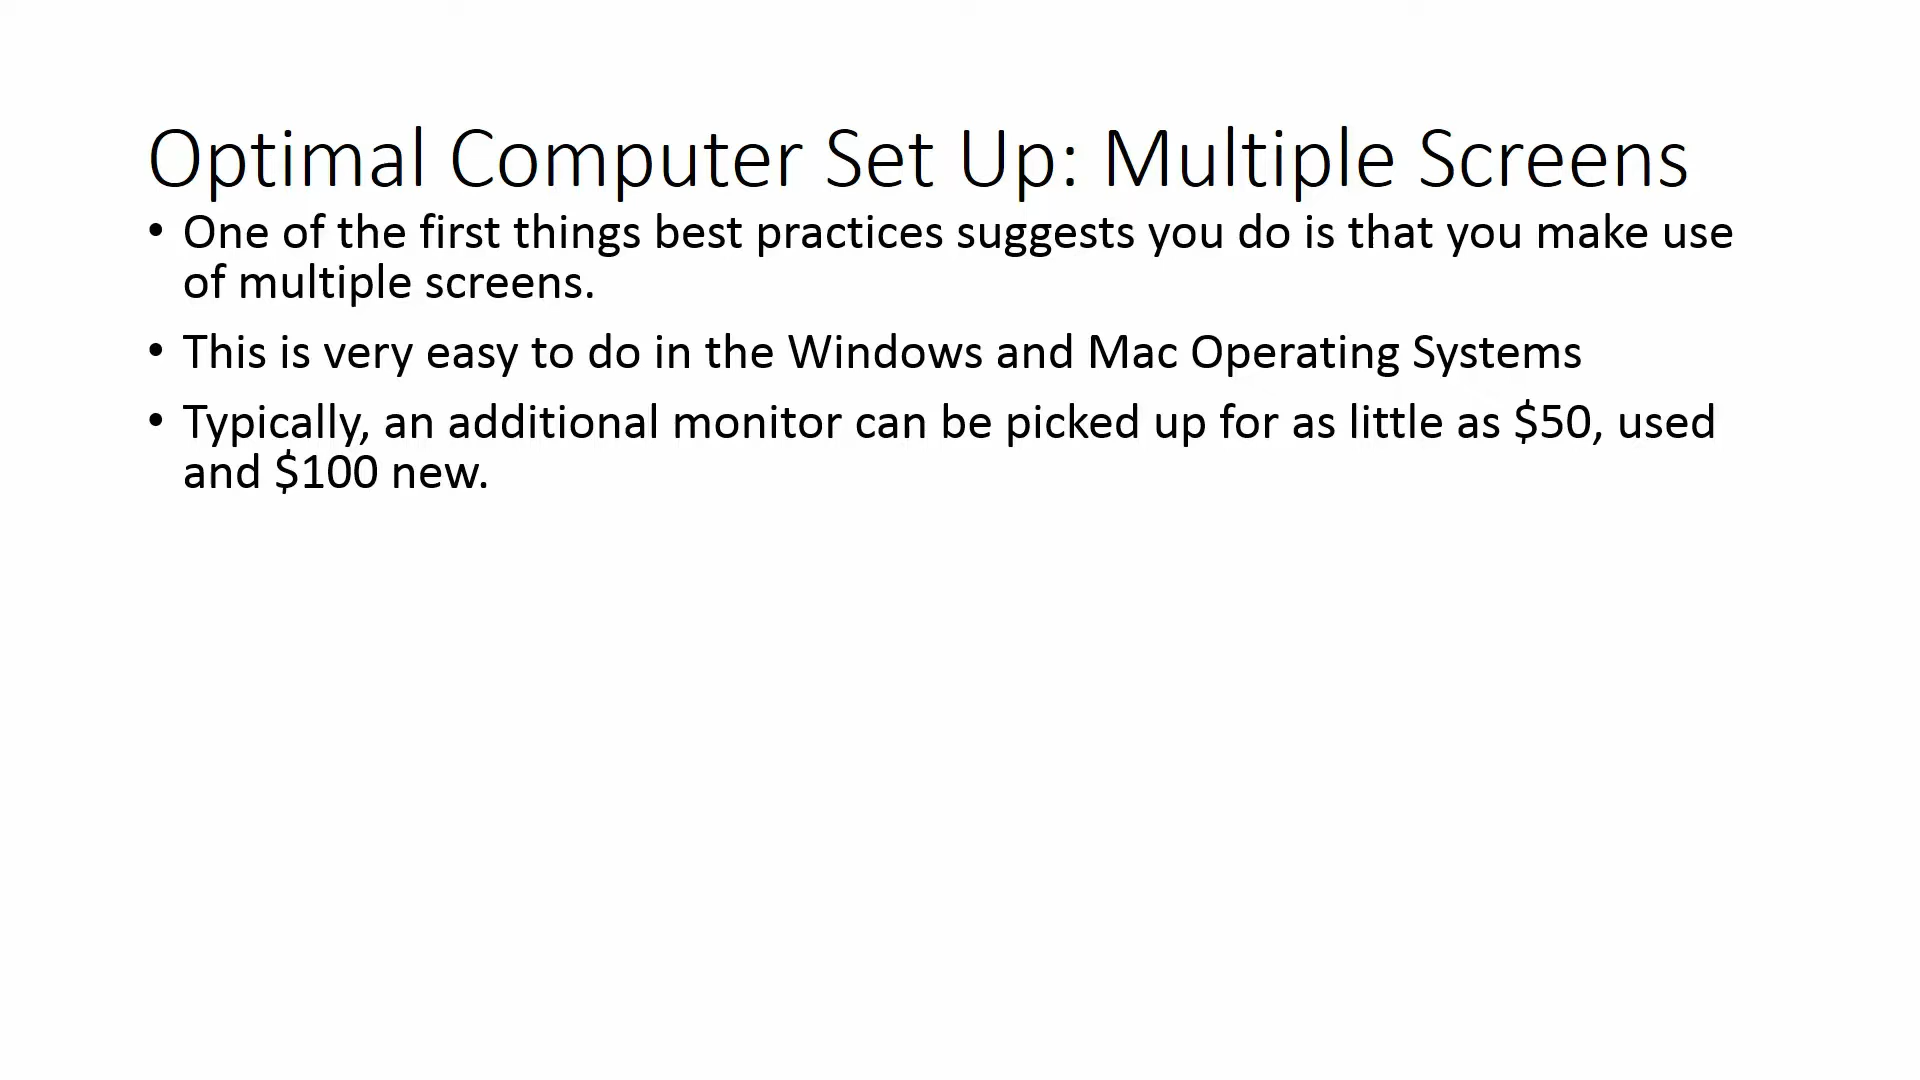 Optimal Computer Set Up: Multiple Screens
• One of the first things best practices suggests you do is that you make use
of multiple screens.
• This is very easy to do in the Windows and Mac Operating Systems
• Typically, an additional monitor can be picked up for as little as $50, used
and $100 new.